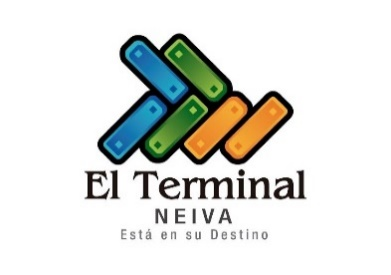 El Terminal
NEIVA
Está en su Destino